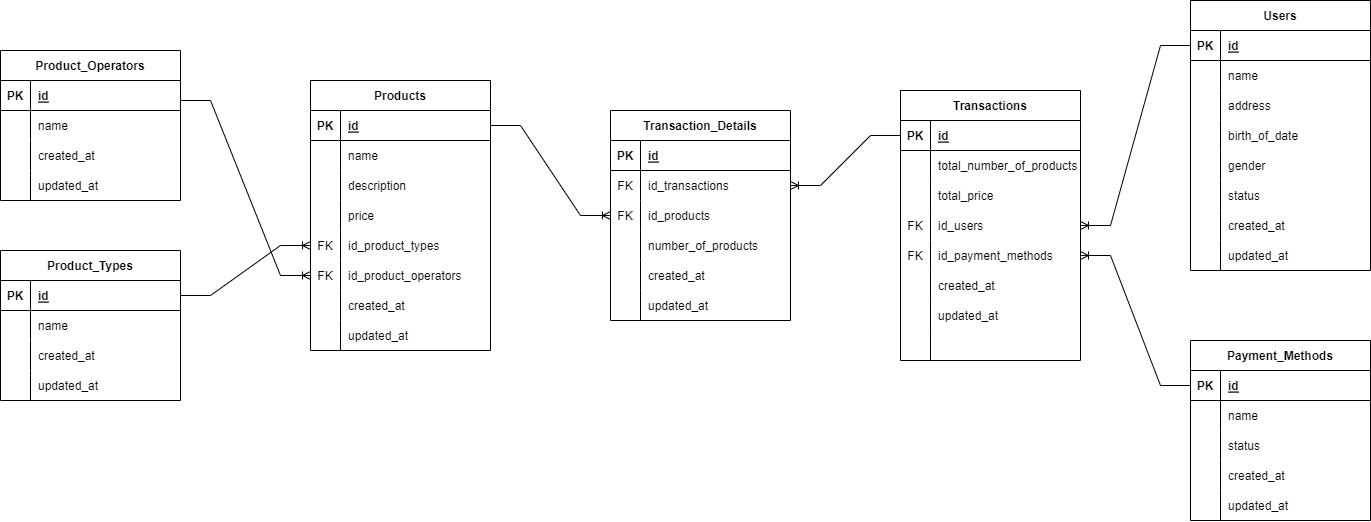 Product_Operators
PK id
name
created_at
updated_at
Product_Types
PK id
name
created_at
updated_at
Products
PK id
name
description
price
FK id_product_types
FK id_product_operators
created_at
updated_at
Transaction_Details
PK id
FK id_transactions
FK id_products
number_of_products
created_at
updated_at
Transactions
PK id
total_number_of_products
total_price
FK id_users
FK id_payment_methods
created_at
updated_at
Users
PK id
name
address
birth_of_date
gender
status
created_at
updated_at
Payment_Methods
PK id
name
status
created_at
updated_at